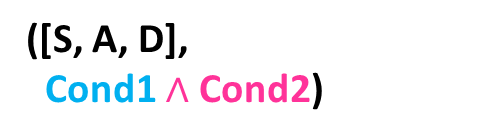 ([S, A, D],
Cond1 ∧ Cond2)